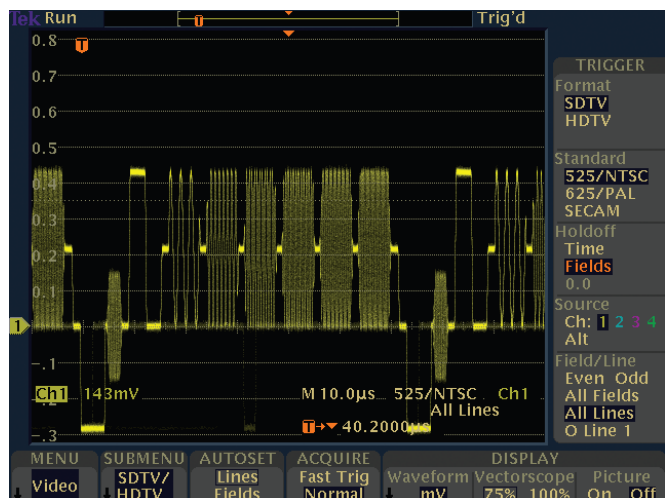 Tek Run Trig'd
T
T
0.8
0.7
0.6
0.5
0.4
0.3
0.2
0.1
1
-.1
-.3
Ch1 143mV M 10.0µs 525/NTSC Ch1
All Lines
T→▼ 40.2000µs
TRIGGER
Format
SDTV
HDTV
Standard
525/NTSC
625/PAL
SECAM
Holdoff
Time
Fields
0.0
Source
Ch: 1 2 3 4
Alt
Field/Line
Even Odd
All Fields
All Lines
O Line 1
MENU SUBMENU AUTOSET ACQUIRE DISPLAY
Video SDTV/ Lines Fast Trig Waveform Vectorscope Picture
HDTV Fields Normal mV 75% 100% On Off